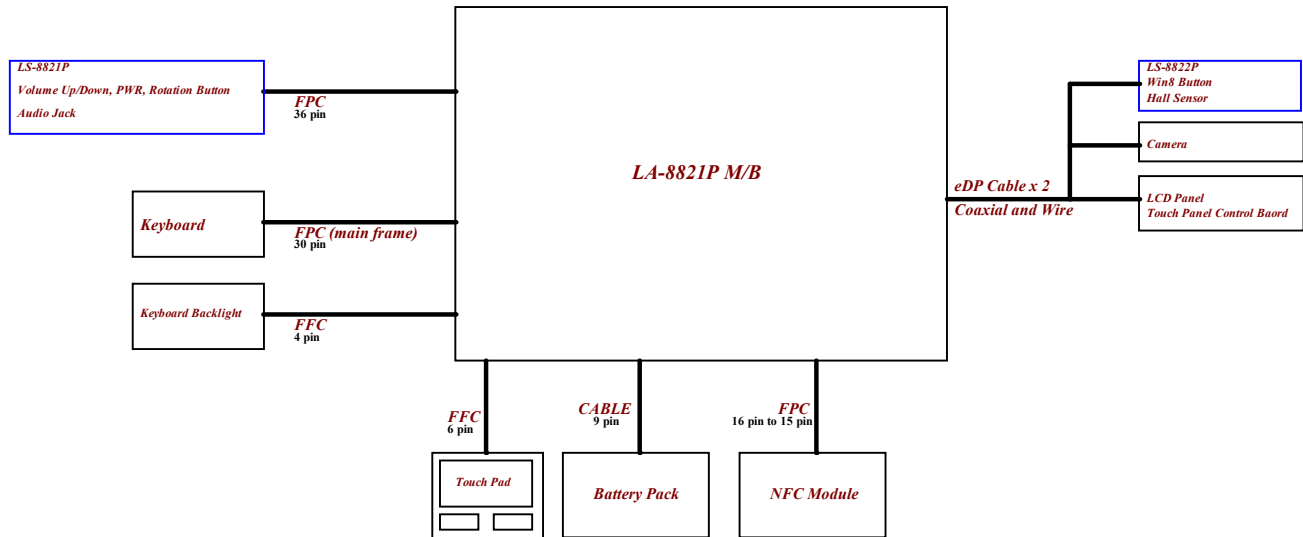 LS-8821P
Volume Up/Down, PWR, Rotation Button
Audio Jack
FPC
36 pin
Keyboard
FPC (main frame)
30 pin
Keyboard Backlight
FFC
4 pin
LA-8821P M/B
eDP Cable x 2
Coaxial and Wire
LS-8822P
Win8 Button
Hall Sensor
Camera
LCD Panel
Touch Panel Control Baord
FFC
6 pin
Touch Pad
CABLE
9 pin
Battery Pack
FPC
16 pin to 15 pin
NFC Module